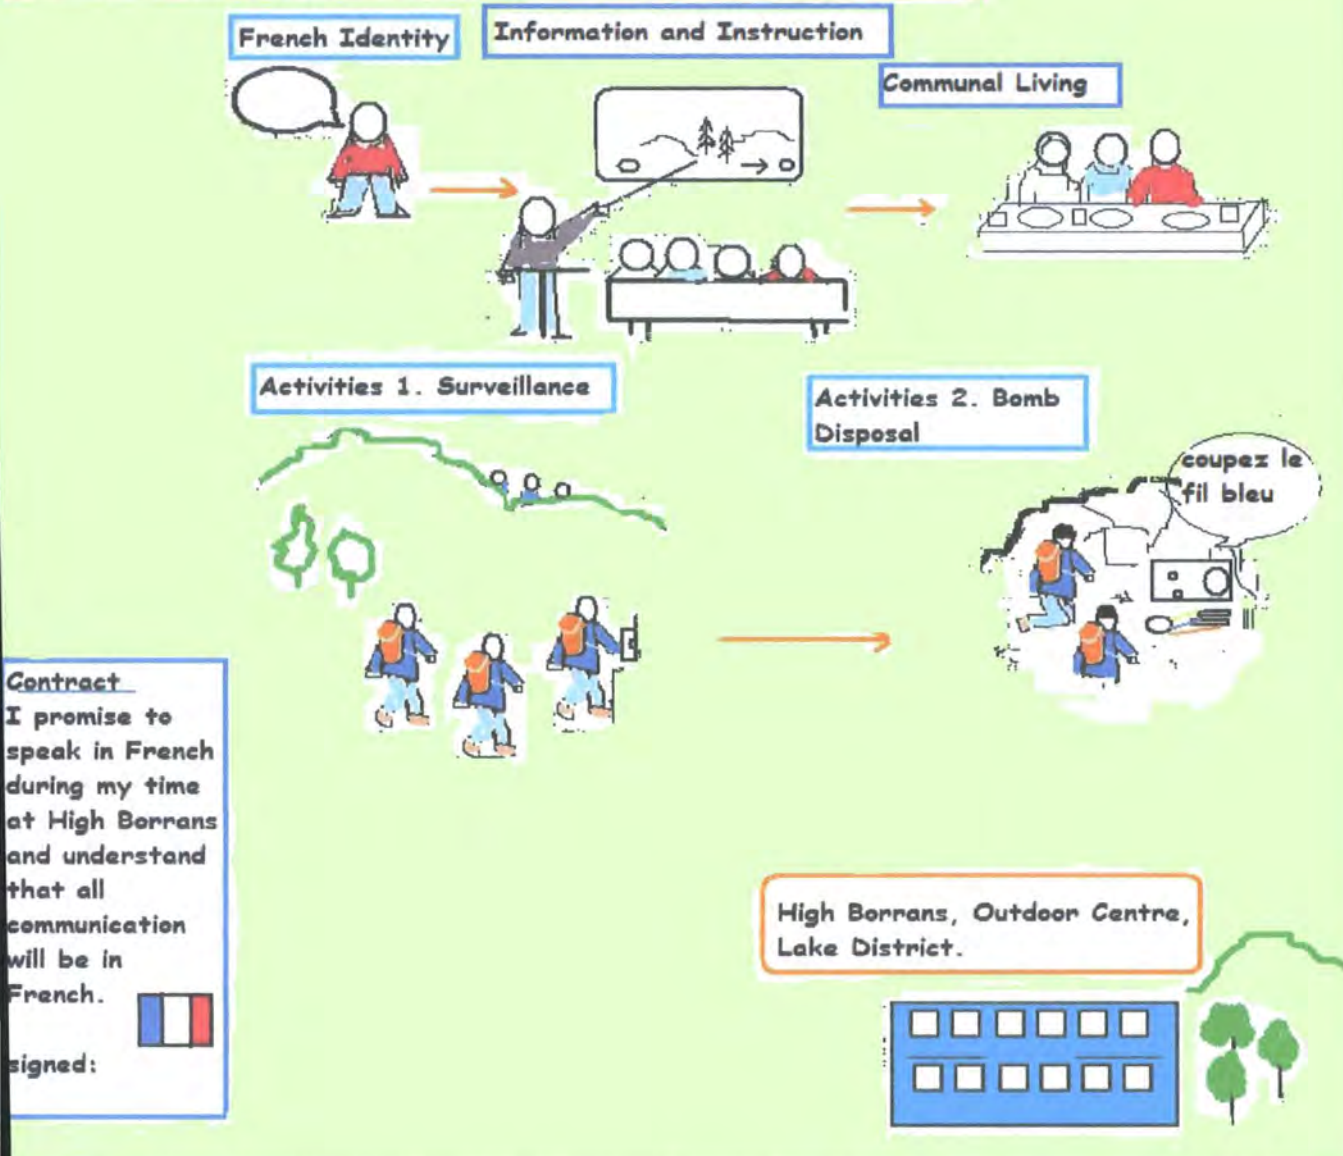 French Identity
Information and Instruction
Communal Living
Activities 1. Surveillance
Activities 2. Bomb
Disposal
coupez le
fil bleu
Contract
I promise to
speak in French
during my time
at High Borrans
and understand
that all
communication
will be in
French.
signed:
High Borrans, Outdoor Centre,
Lake District.